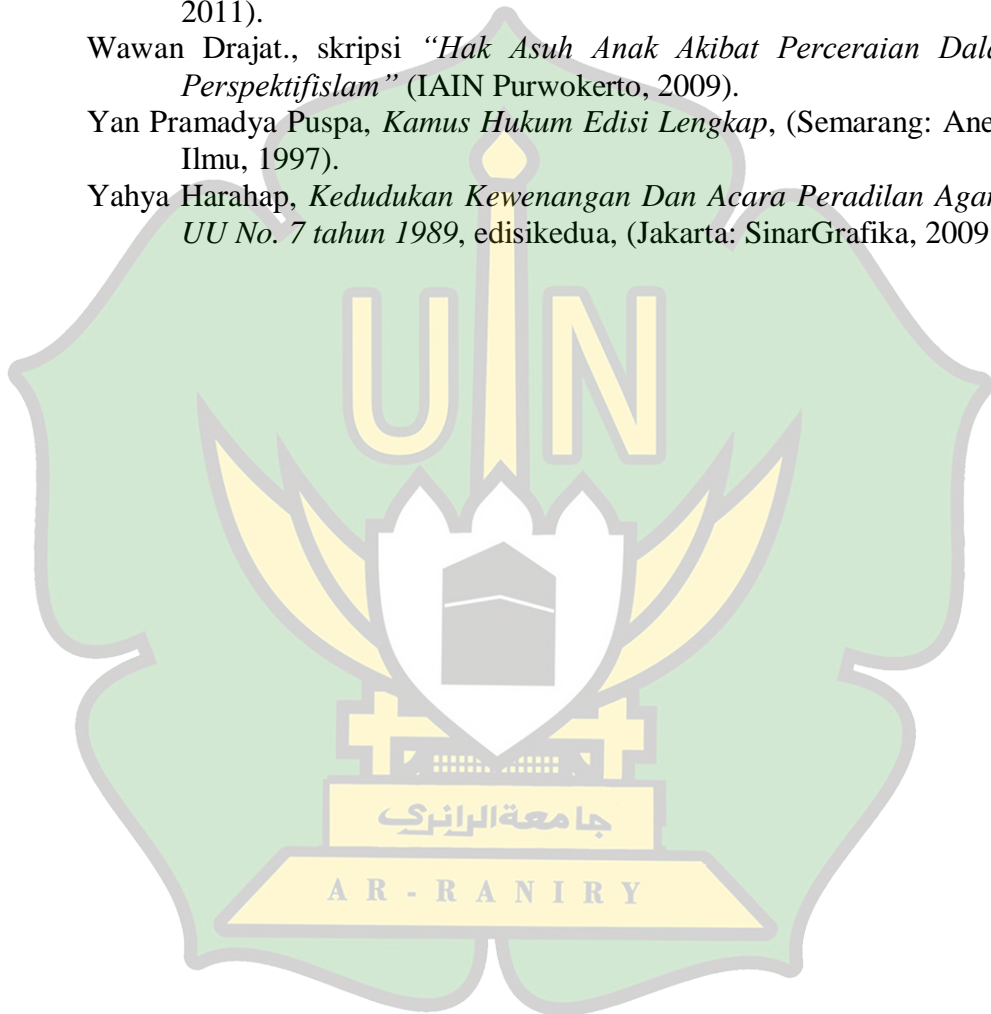 2011).
Wawan Drajat., skripsi “Hak Asuh Anak Akibat Perceraian Dala
Perspektifislam” (IAIN Purwokerto, 2009).
Yan Pramadya Puspa, Kamus Hukum Edisi Lengkap, (Semarang: Ane
Ilmu, 1997).
Yahya Harahap, Kedudukan Kewenangan Dan Acara Peradilan Agar
UU No. 7 tahun 1989, edisikedua, (Jakarta: SinarGrafika, 2009
UIN
جامعة الرانري
AR-RANIRY